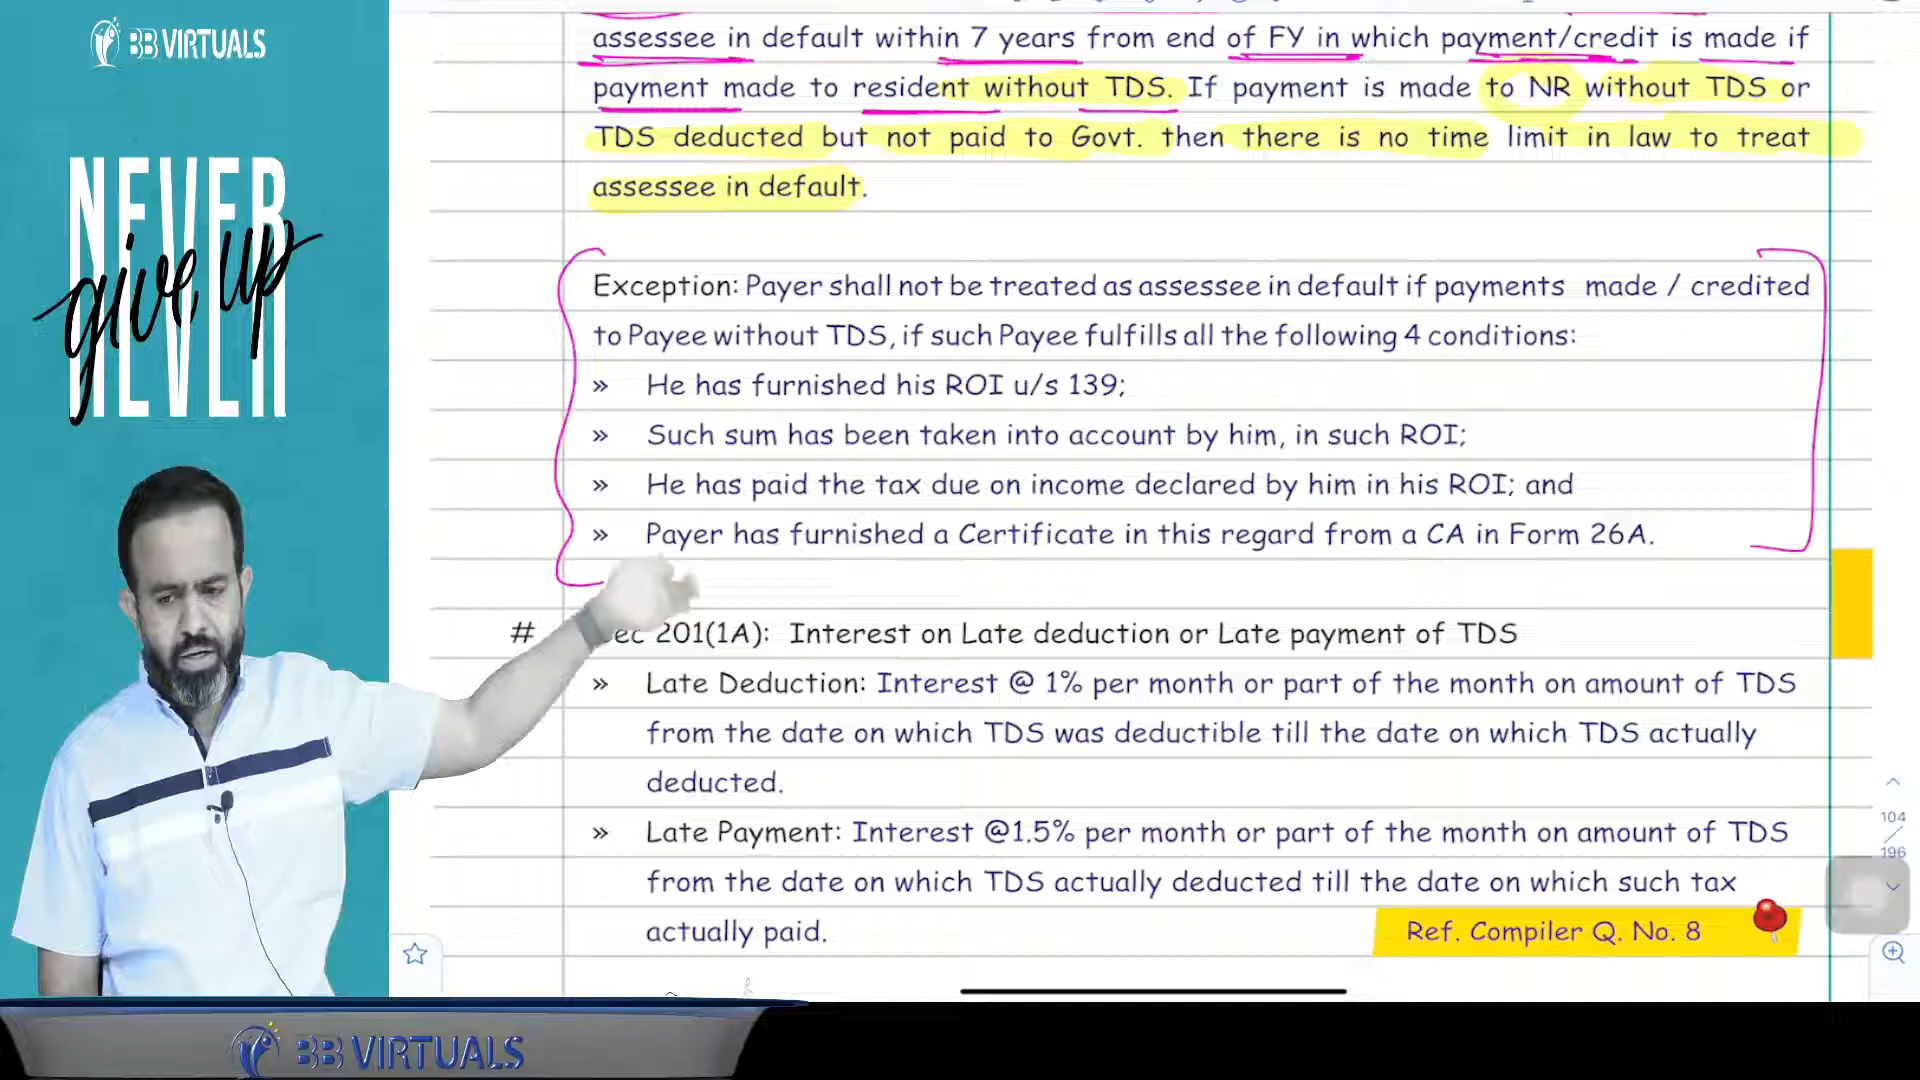 BB VIRTUALS
assessee in default within 7 years from end of FY in which payment/credit is made if
payment made to resident without TDS. If payment is made to NR without TDS or
TDS deducted but not paid to Govt. then there is no time limit in law to treat
assessee in default.
NEVER
give up
NEVER
Exception: Payer shall not be treated as assessee in default if payments made / credited
to Payee without TDS, if such Payee fulfills all the following 4 conditions:
» He has furnished his ROI u/s 139;
» Such sum has been taken into account by him, in such ROI;
» He has paid the tax due on income declared by him in his ROI; and
» Payer has furnished a Certificate in this regard from a CA in Form 26A.
# 201(1A): Interest on Late deduction or Late payment of TDS
» Late Deduction: Interest @ 1% per month or part of the month on amount of TDS
from the date on which TDS was deductible till the date on which TDS actually
deducted.
» Late Payment: Interest @1.5% per month or part of the month on amount of TDS
from the date on which TDS actually deducted till the date on which such tax
actually paid.
Ref. Compiler Q. No. 8
104
196
BB VIRTUALS